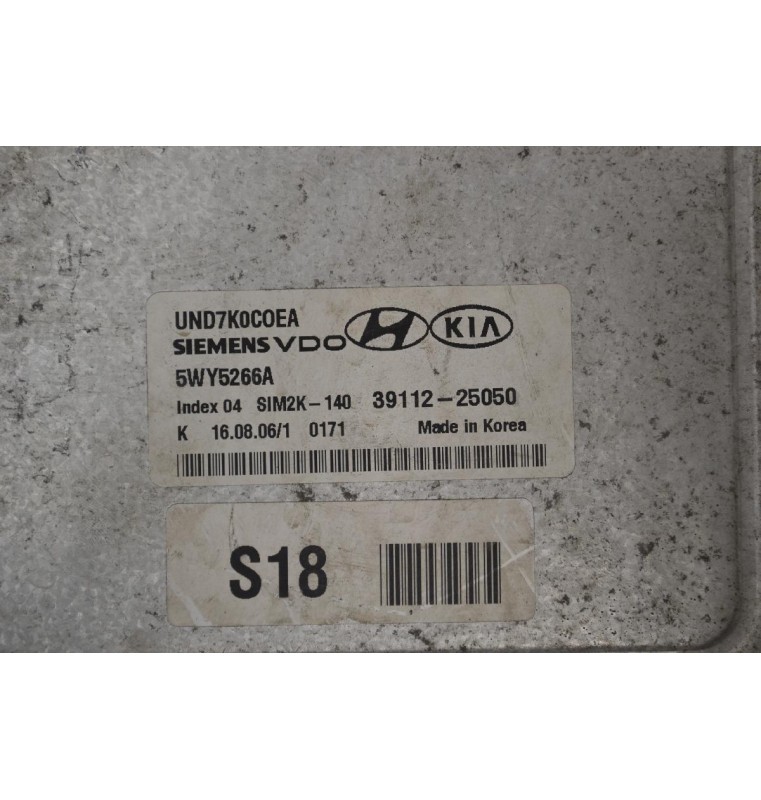 UND7K0C0EA
SIEMENS VDO KIA
5WY5266A
Index 04 SIM2K-140 39112-25050
K 16.08.06/1 0171 Made in Korea
S18